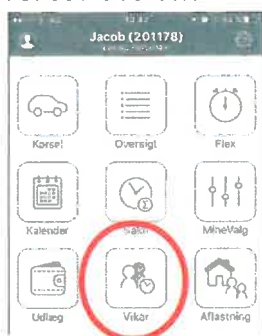 Jacob (201178)
Kørsel
Oversigt
Flex
Kalender
Saldi
MineValg
Udlæg
Vikar
Aflastning